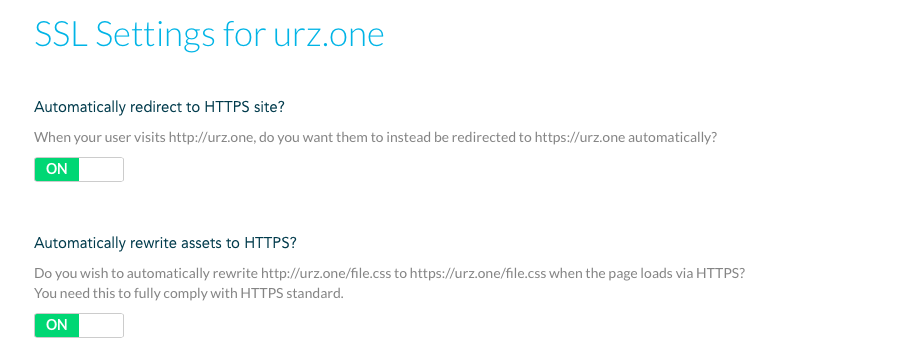 SSL Settings for urz.one
Automatically redirect to HTTPS site?
When your user visits http://urz.one, do you want them to instead be redirected to https://urz.one automatically?
ON
Automatically rewrite assets to HTTPS?
Do you wish to automatically rewrite http://urz.one/file.css to https://urz.one/file.css when the page loads via HTTPS?
You need this to fully comply with HTTPS standard.
ON